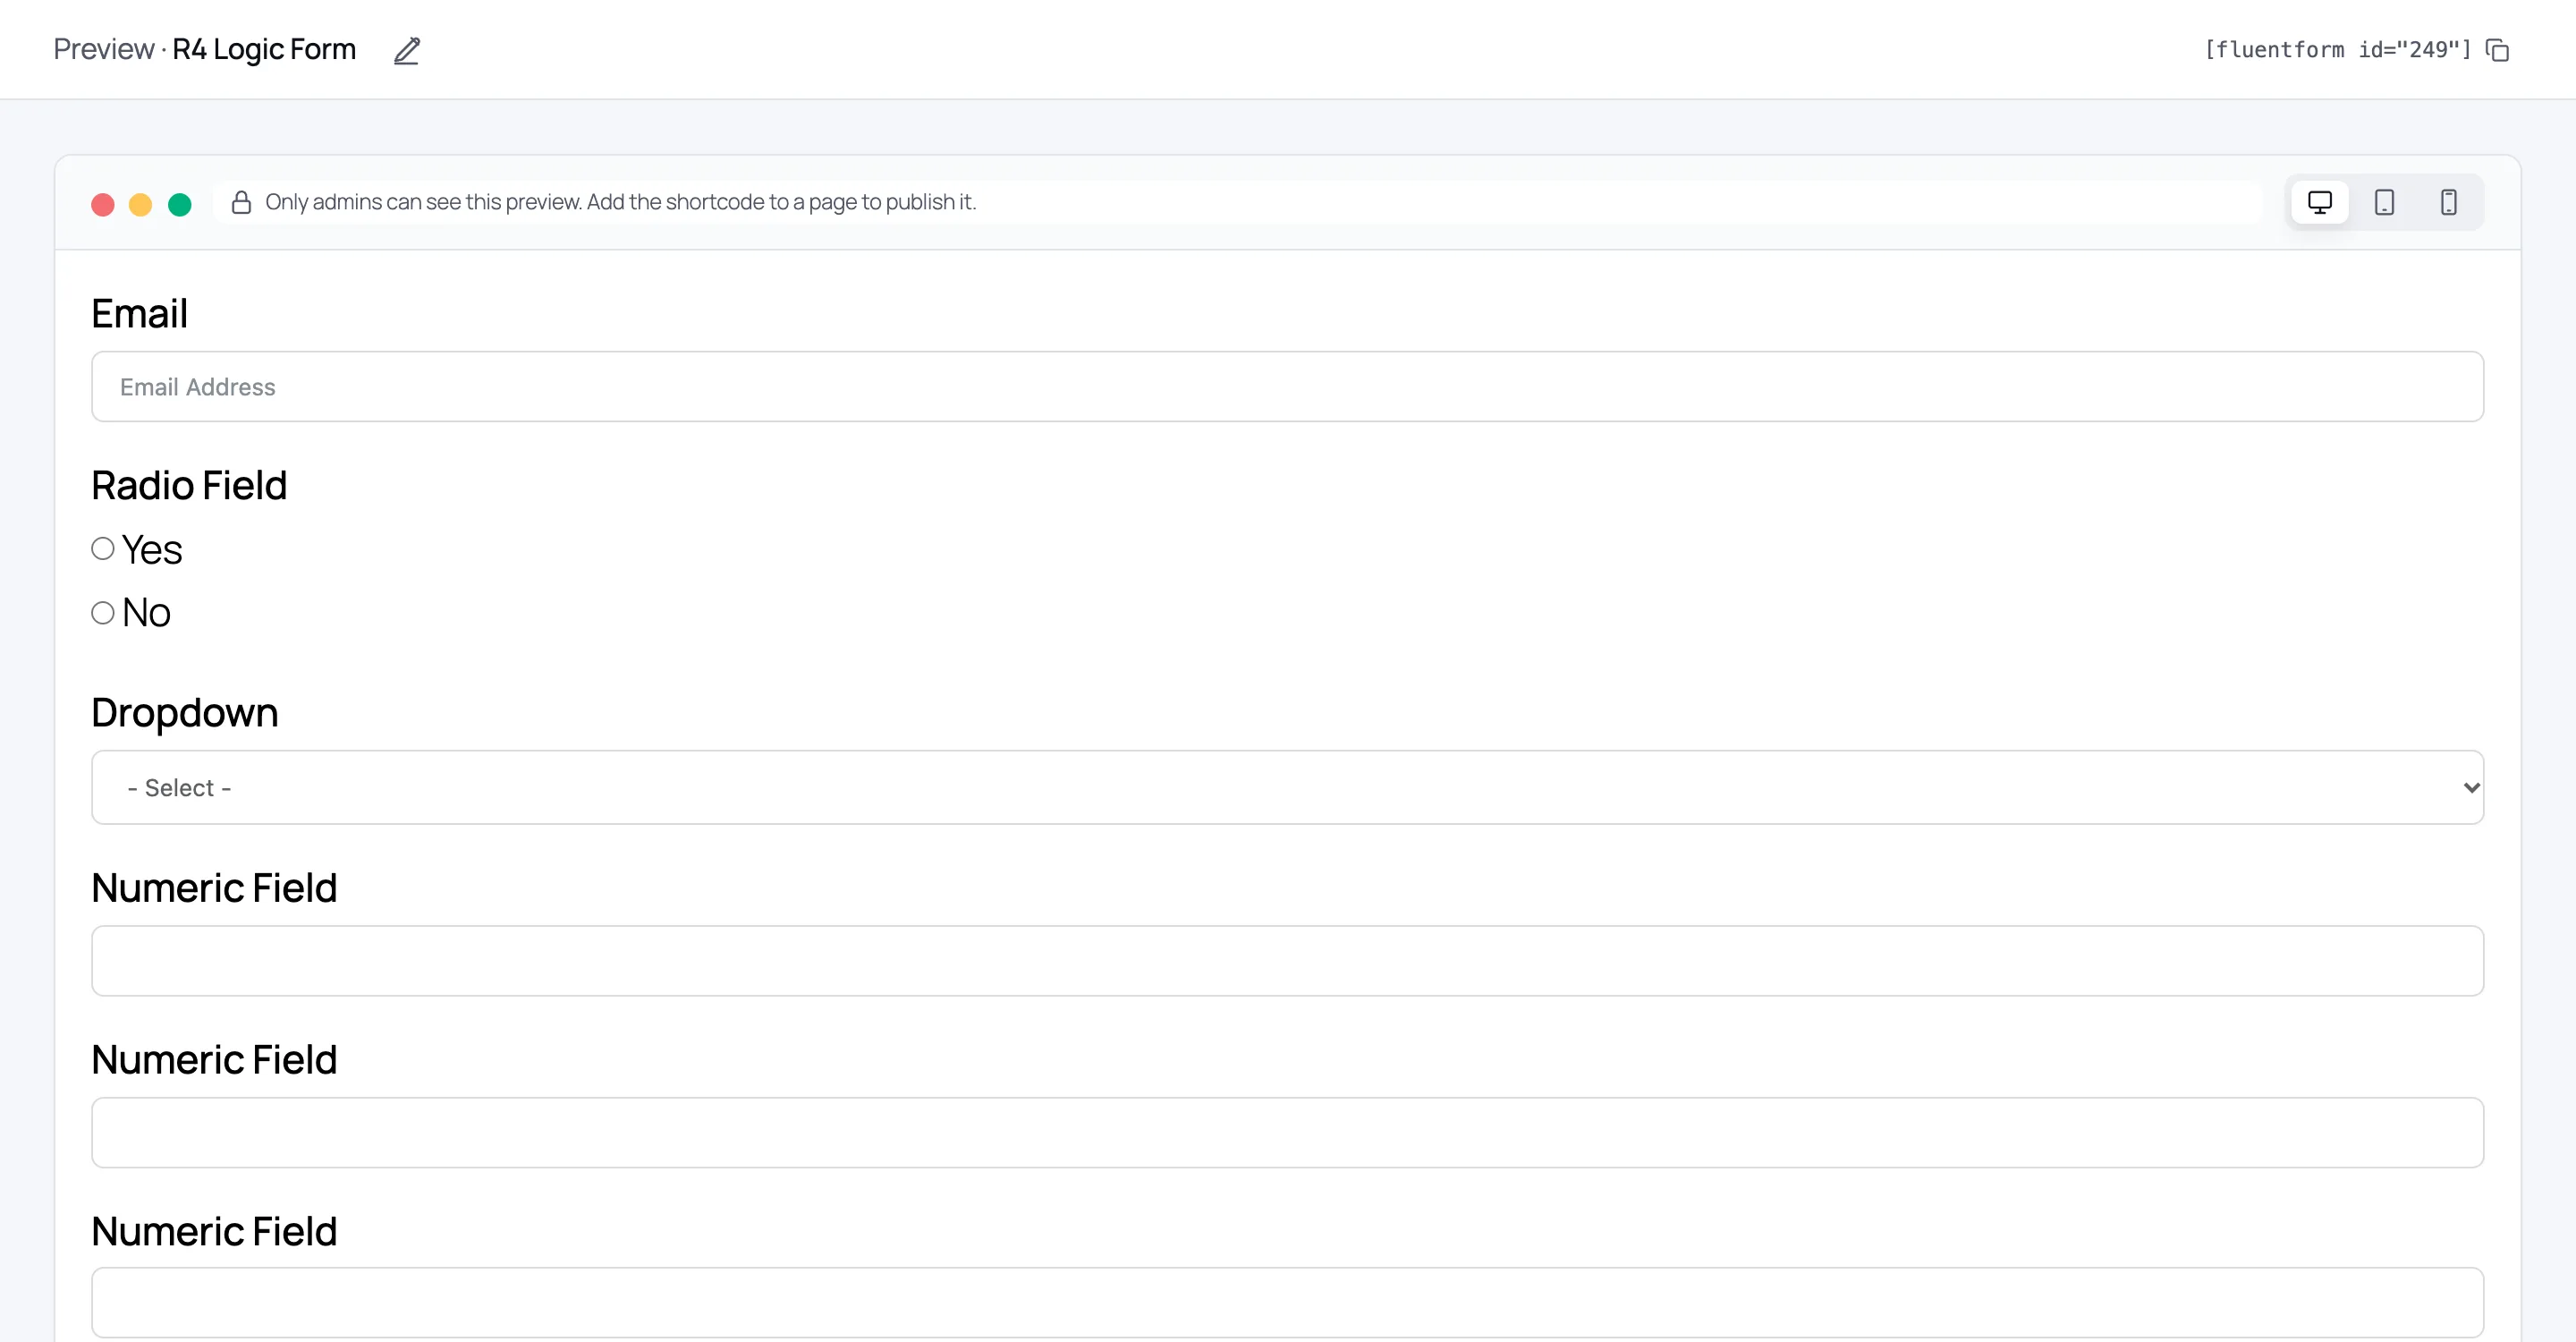 Preview · R4 Logic Form
[fluentform id="249"]
Only admins can see this preview. Add the shortcode to a page to publish it.
Email
Email Address
Radio Field
Yes
No
Dropdown
- Select -
Numeric Field
Numeric Field
Numeric Field